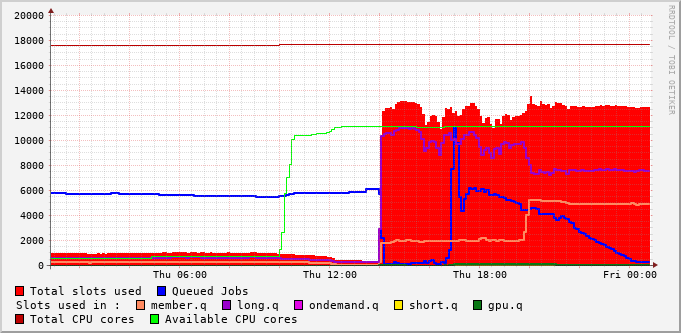 20000
18000
16000
14000
12000
10000
8000
6000
4000
2000
0
Thu 06:00 Thu 12:00 Thu 18:00 Fri 00:00
Total slots used Queued Jobs
Slots used in : member.q long.q ondemand.q short.q gpu.q
Total CPU cores Available CPU cores
RRDTOOL / TOBI OETIKER